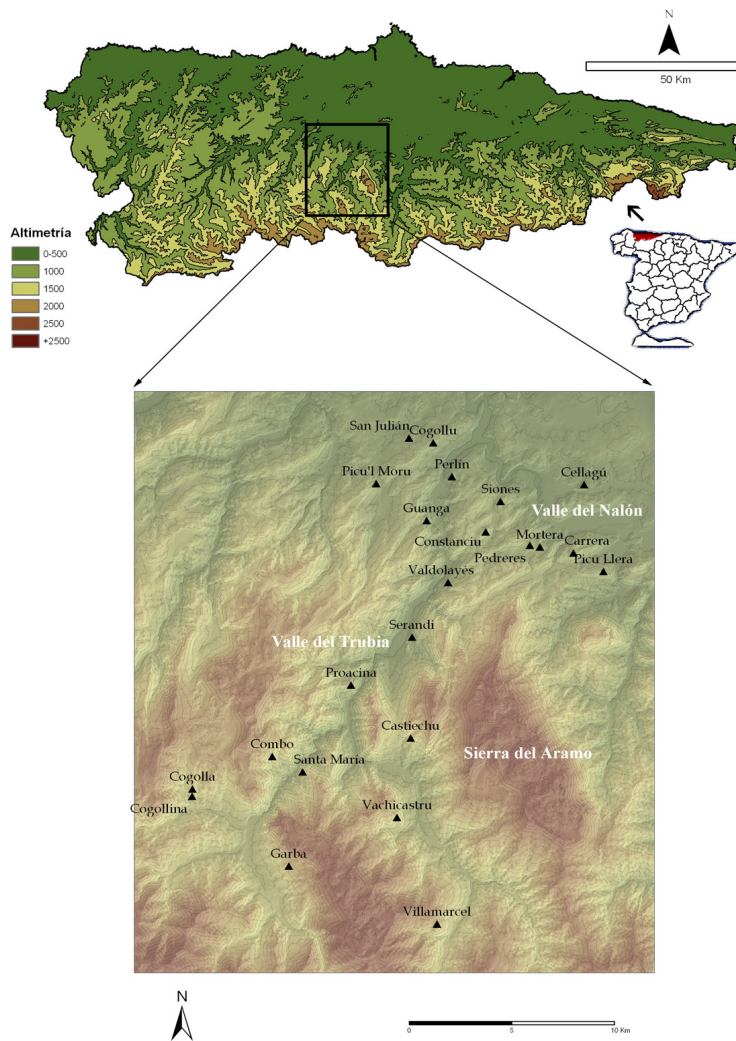 N
50 Km
Altimetría
0-500
1000
1500
2000
2500
+2500
San Julián
Cogollu
Picu'l Moru
Perlín
Cellagú
Siones
Guanga
Valle del Nalón
Constanciu
Mortera
Carrera
Pedreres
Picu Llera
Valdolayés
Serandi
Valle del Trubia
Proacina
Castiechu
Combo
Sierra del Aramo
Santa María
Cogolla
Cogollina
Vachicastru
Garba
Villamarcel
N
0
5
10 Km